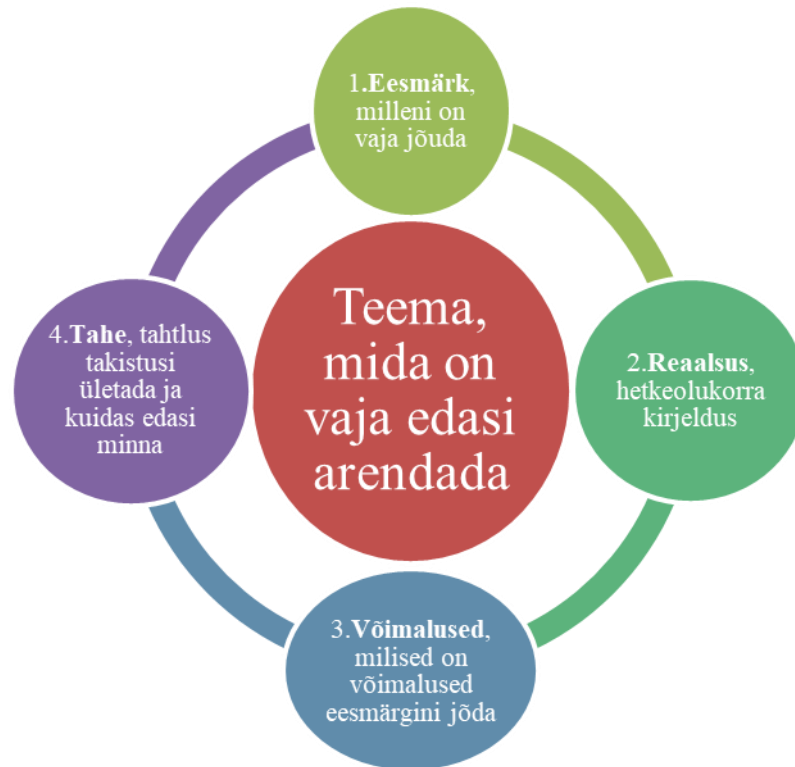 1.Eesmärk,
milleni on
vaja jõuda
Teema,
mida on
vaja edasi
arendada
2.Reaalsus,
hetkeolukorra
kirjeldus
3.Võimalused,
milised on
võimalused
eesmärgini jõda
4.Tahe, tahtlus
takistusi
ületada ja
kuidas edasi
minna